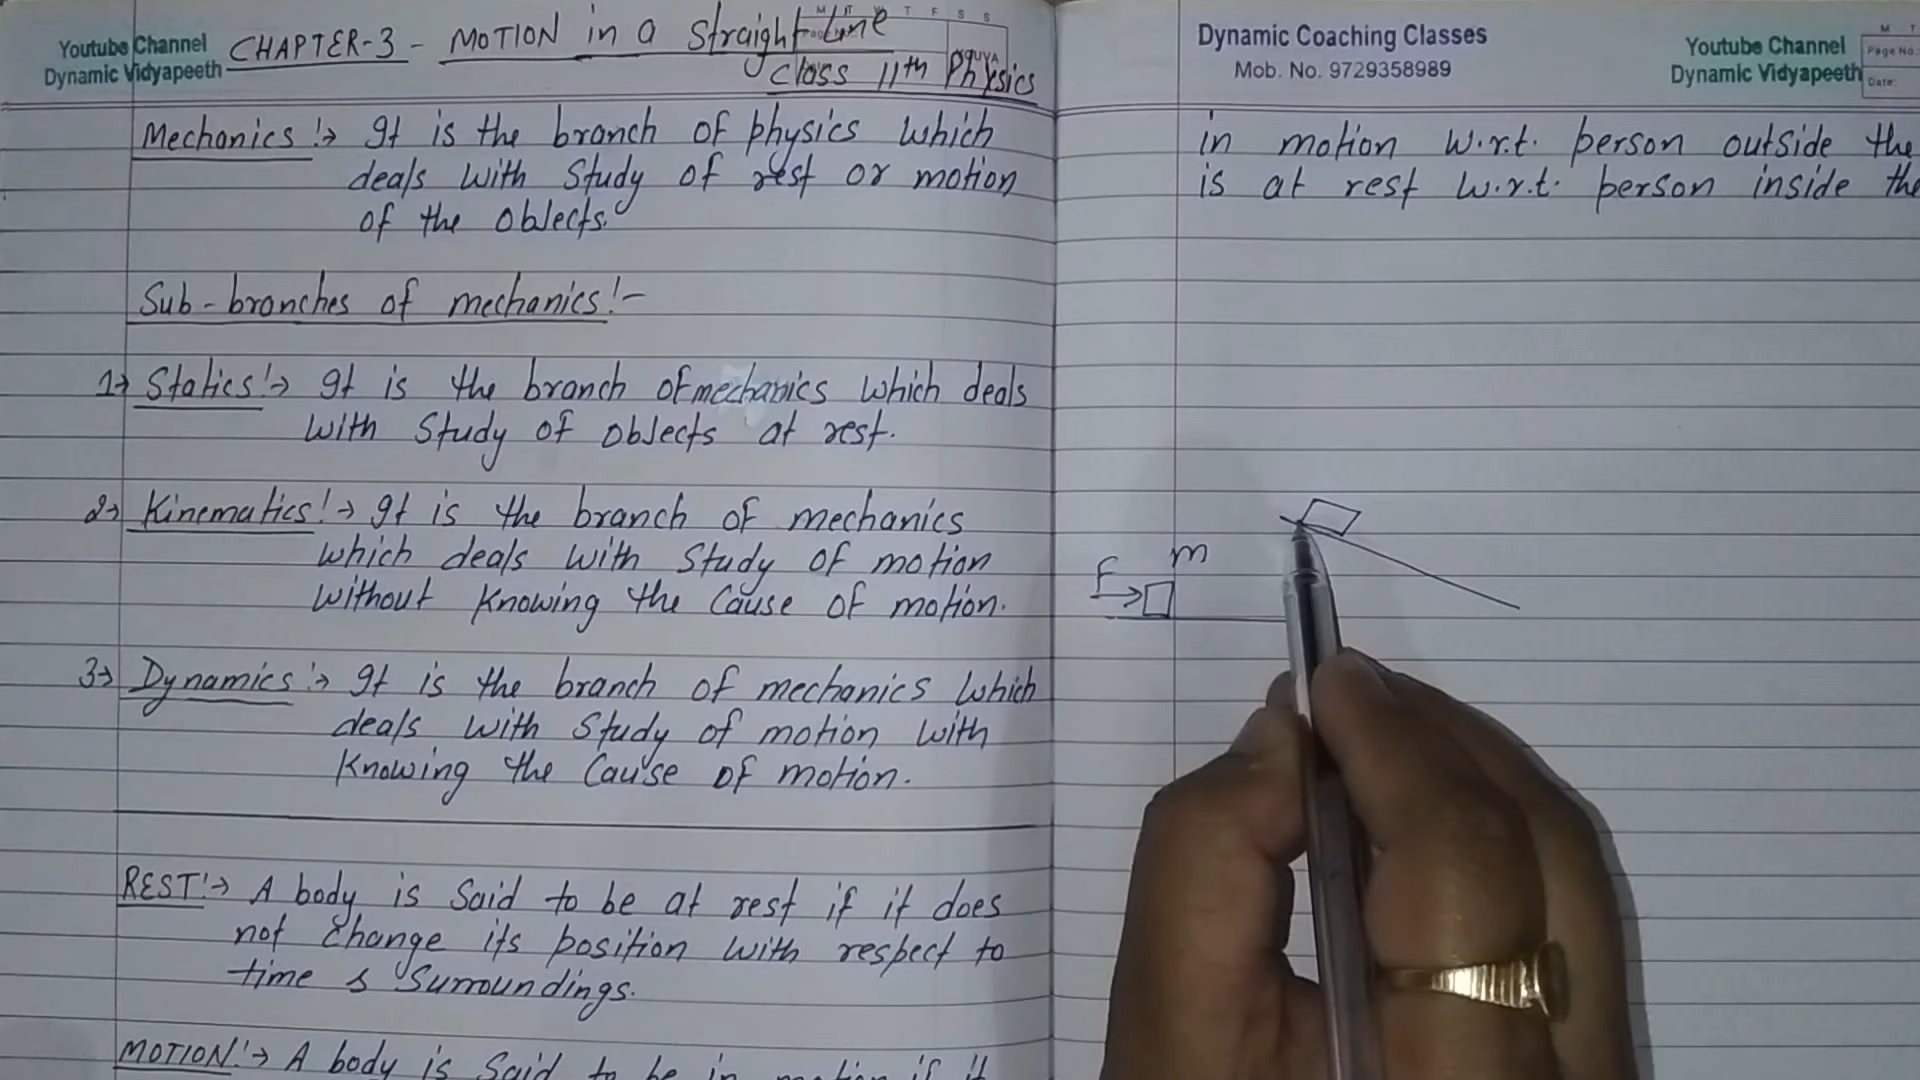 Youtube Channel
Dynamic Vidyapeeth
CHAPTER-3 - MOTION in a Straight Line
Class 11th Physics
Mechanics :→ It is the branch of physics which
deals with Study of rest or motion
of the objects.
Sub-branches of mechanics :-
1→ Statics :→ It is the branch of mechanics which deals
with Study of objects at rest.
2→ Kinematics :→ It is the branch of mechanics
which deals with Study of motion
without Knowing the Cause of motion.
3→ Dynamics :→ It is the branch of mechanics which
deals with Study of motion with
Knowing the Cause of motion.
REST :→ A body is Said to be at rest if it does
not change its position with respect to
time & Surroundings.
MOTION :→ A body is Said to be in motion if it
Dynamic Coaching Classes
Mob. No. 9729358989
Youtube Channel
Dynamic Vidyapeeth
M T
Page No.:
Date:
in motion w.r.t. person outside the
is at rest w.r.t. person inside the
F
m